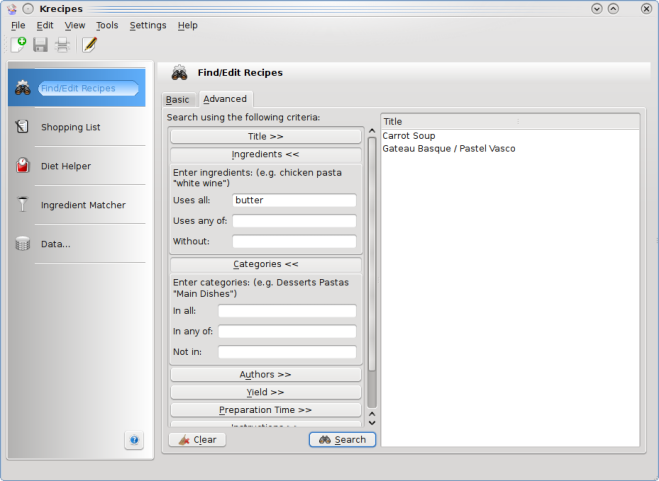 Krecipes
File Edit View Tools Settings Help
Find/Edit Recipes
Shopping List
Diet Helper
Ingredient Matcher
Data...
Find/Edit Recipes
Basic Advanced
Search using the following criteria:
Title >>
Ingredients <<
Enter ingredients: (e.g. chicken pasta
"white wine")
Uses all: butter
Uses any of:
Without:
Categories <<
Enter categories: (e.g. Desserts Pastas
"Main Dishes")
In all:
In any of:
Not in:
Authors >>
Yield >>
Preparation Time >>
Clear Search
Title
Carrot Soup
Gateau Basque / Pastel Vasco